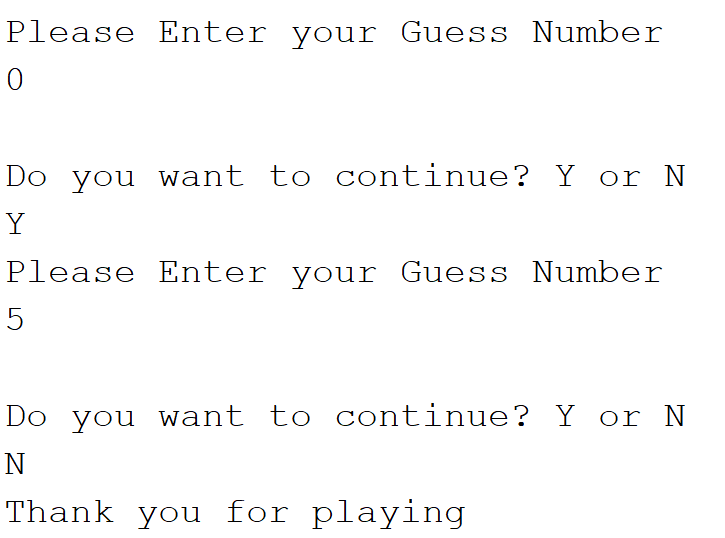 Please Enter your Guess Number
0
Do you want to continue? Y or N
Y
Please Enter your Guess Number
5
Do you want to continue? Y or N
N
Thank you for playing